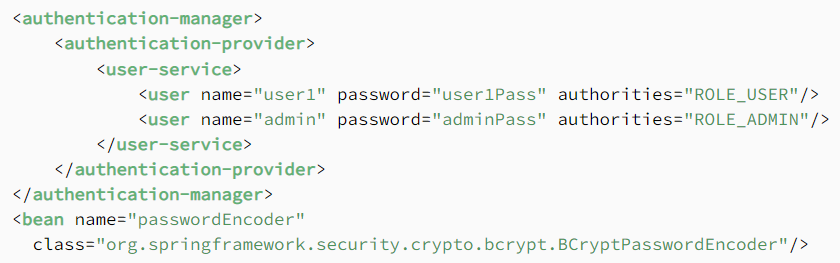 <authentication-manager>
    <authentication-provider>
        <user-service>
            <user name="user1" password="user1Pass" authorities="ROLE_USER"/>
            <user name="admin" password="adminPass" authorities="ROLE_ADMIN"/>
        </user-service>
    </authentication-provider>
</authentication-manager>
<bean name="passwordEncoder"
  class="org.springframework.security.crypto.bcrypt.BCryptPasswordEncoder"/>